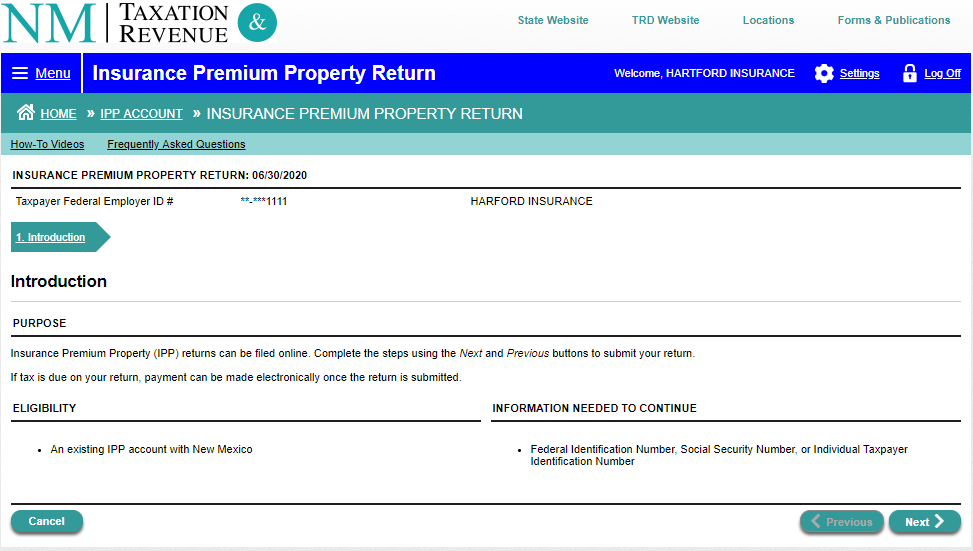 NM TAXATION & REVENUE
State Website TRD Website Locations Forms & Publications
Menu Insurance Premium Property Return Welcome, HARTFORD INSURANCE Settings Log Off
HOME » IPP ACCOUNT » INSURANCE PREMIUM PROPERTY RETURN
How-To Videos Frequently Asked Questions
INSURANCE PREMIUM PROPERTY RETURN: 06/30/2020
Taxpayer Federal Employer ID # **-***1111 HARFORD INSURANCE
1. Introduction
Introduction
PURPOSE
Insurance Premium Property (IPP) returns can be filed online. Complete the steps using the Next and Previous buttons to submit your return.
If tax is due on your return, payment can be made electronically once the return is submitted.
ELIGIBILITY
• An existing IPP account with New Mexico
INFORMATION NEEDED TO CONTINUE
• Federal Identification Number, Social Security Number, or Individual Taxpayer
Identification Number
Cancel Previous Next